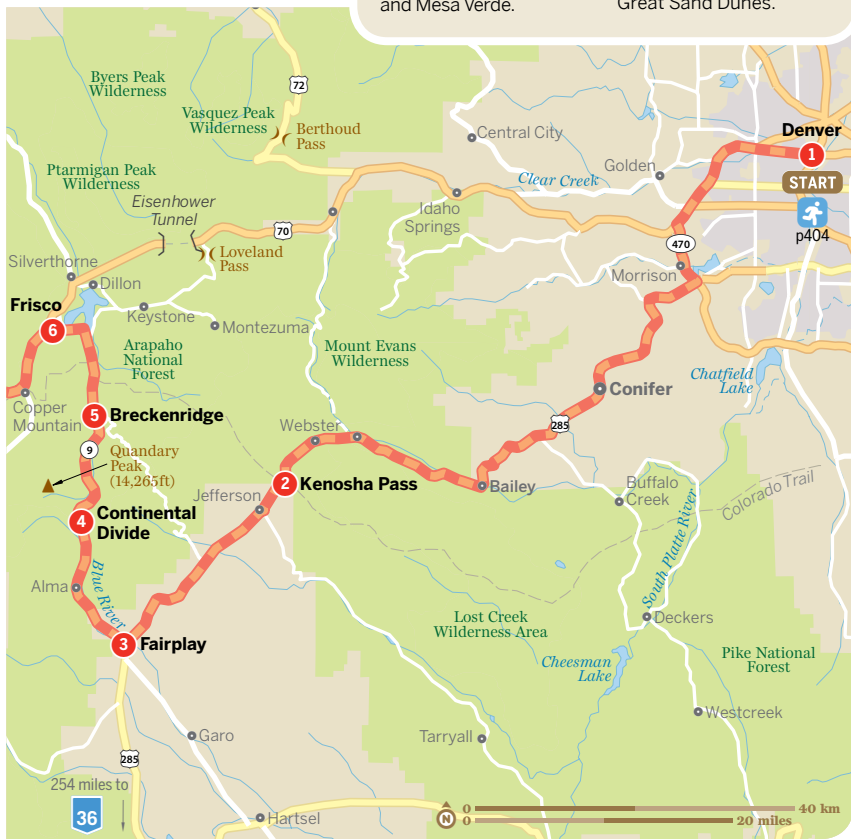 and Mesa Verde.
Great Sand Dunes.
Byers Peak
Wilderness
72
Vasquez Peak
Wilderness
Berthoud
Pass
Central City
Denver
1
START
p404
Golden
Clear Creek
Ptarmigan Peak
Wilderness
Eisenhower
Tunnel
70
Idaho
Springs
470
Loveland
Pass
Morrison
Silverthorne
Dillon
Frisco
6
Keystone
Montezuma
Arapaho
National
Forest
Mount Evans
Wilderness
Chatfield
Lake
Conifer
Copper
Mountain
5
Breckenridge
285
Webster
9
Quandary
Peak
(14,265ft)
2
Kenosha Pass
Bailey
Buffalo
Creek
Colorado Trail
Jefferson
4
Continental
Divide
South Platte River
Alma
Blue River
Lost Creek
Wilderness Area
Deckers
3
Fairplay
Cheesman
Lake
Pike National
Forest
Westcreek
Garo
Tarryall
285
254 miles to
36
Hartsel
N
0
40 km
0
20 miles